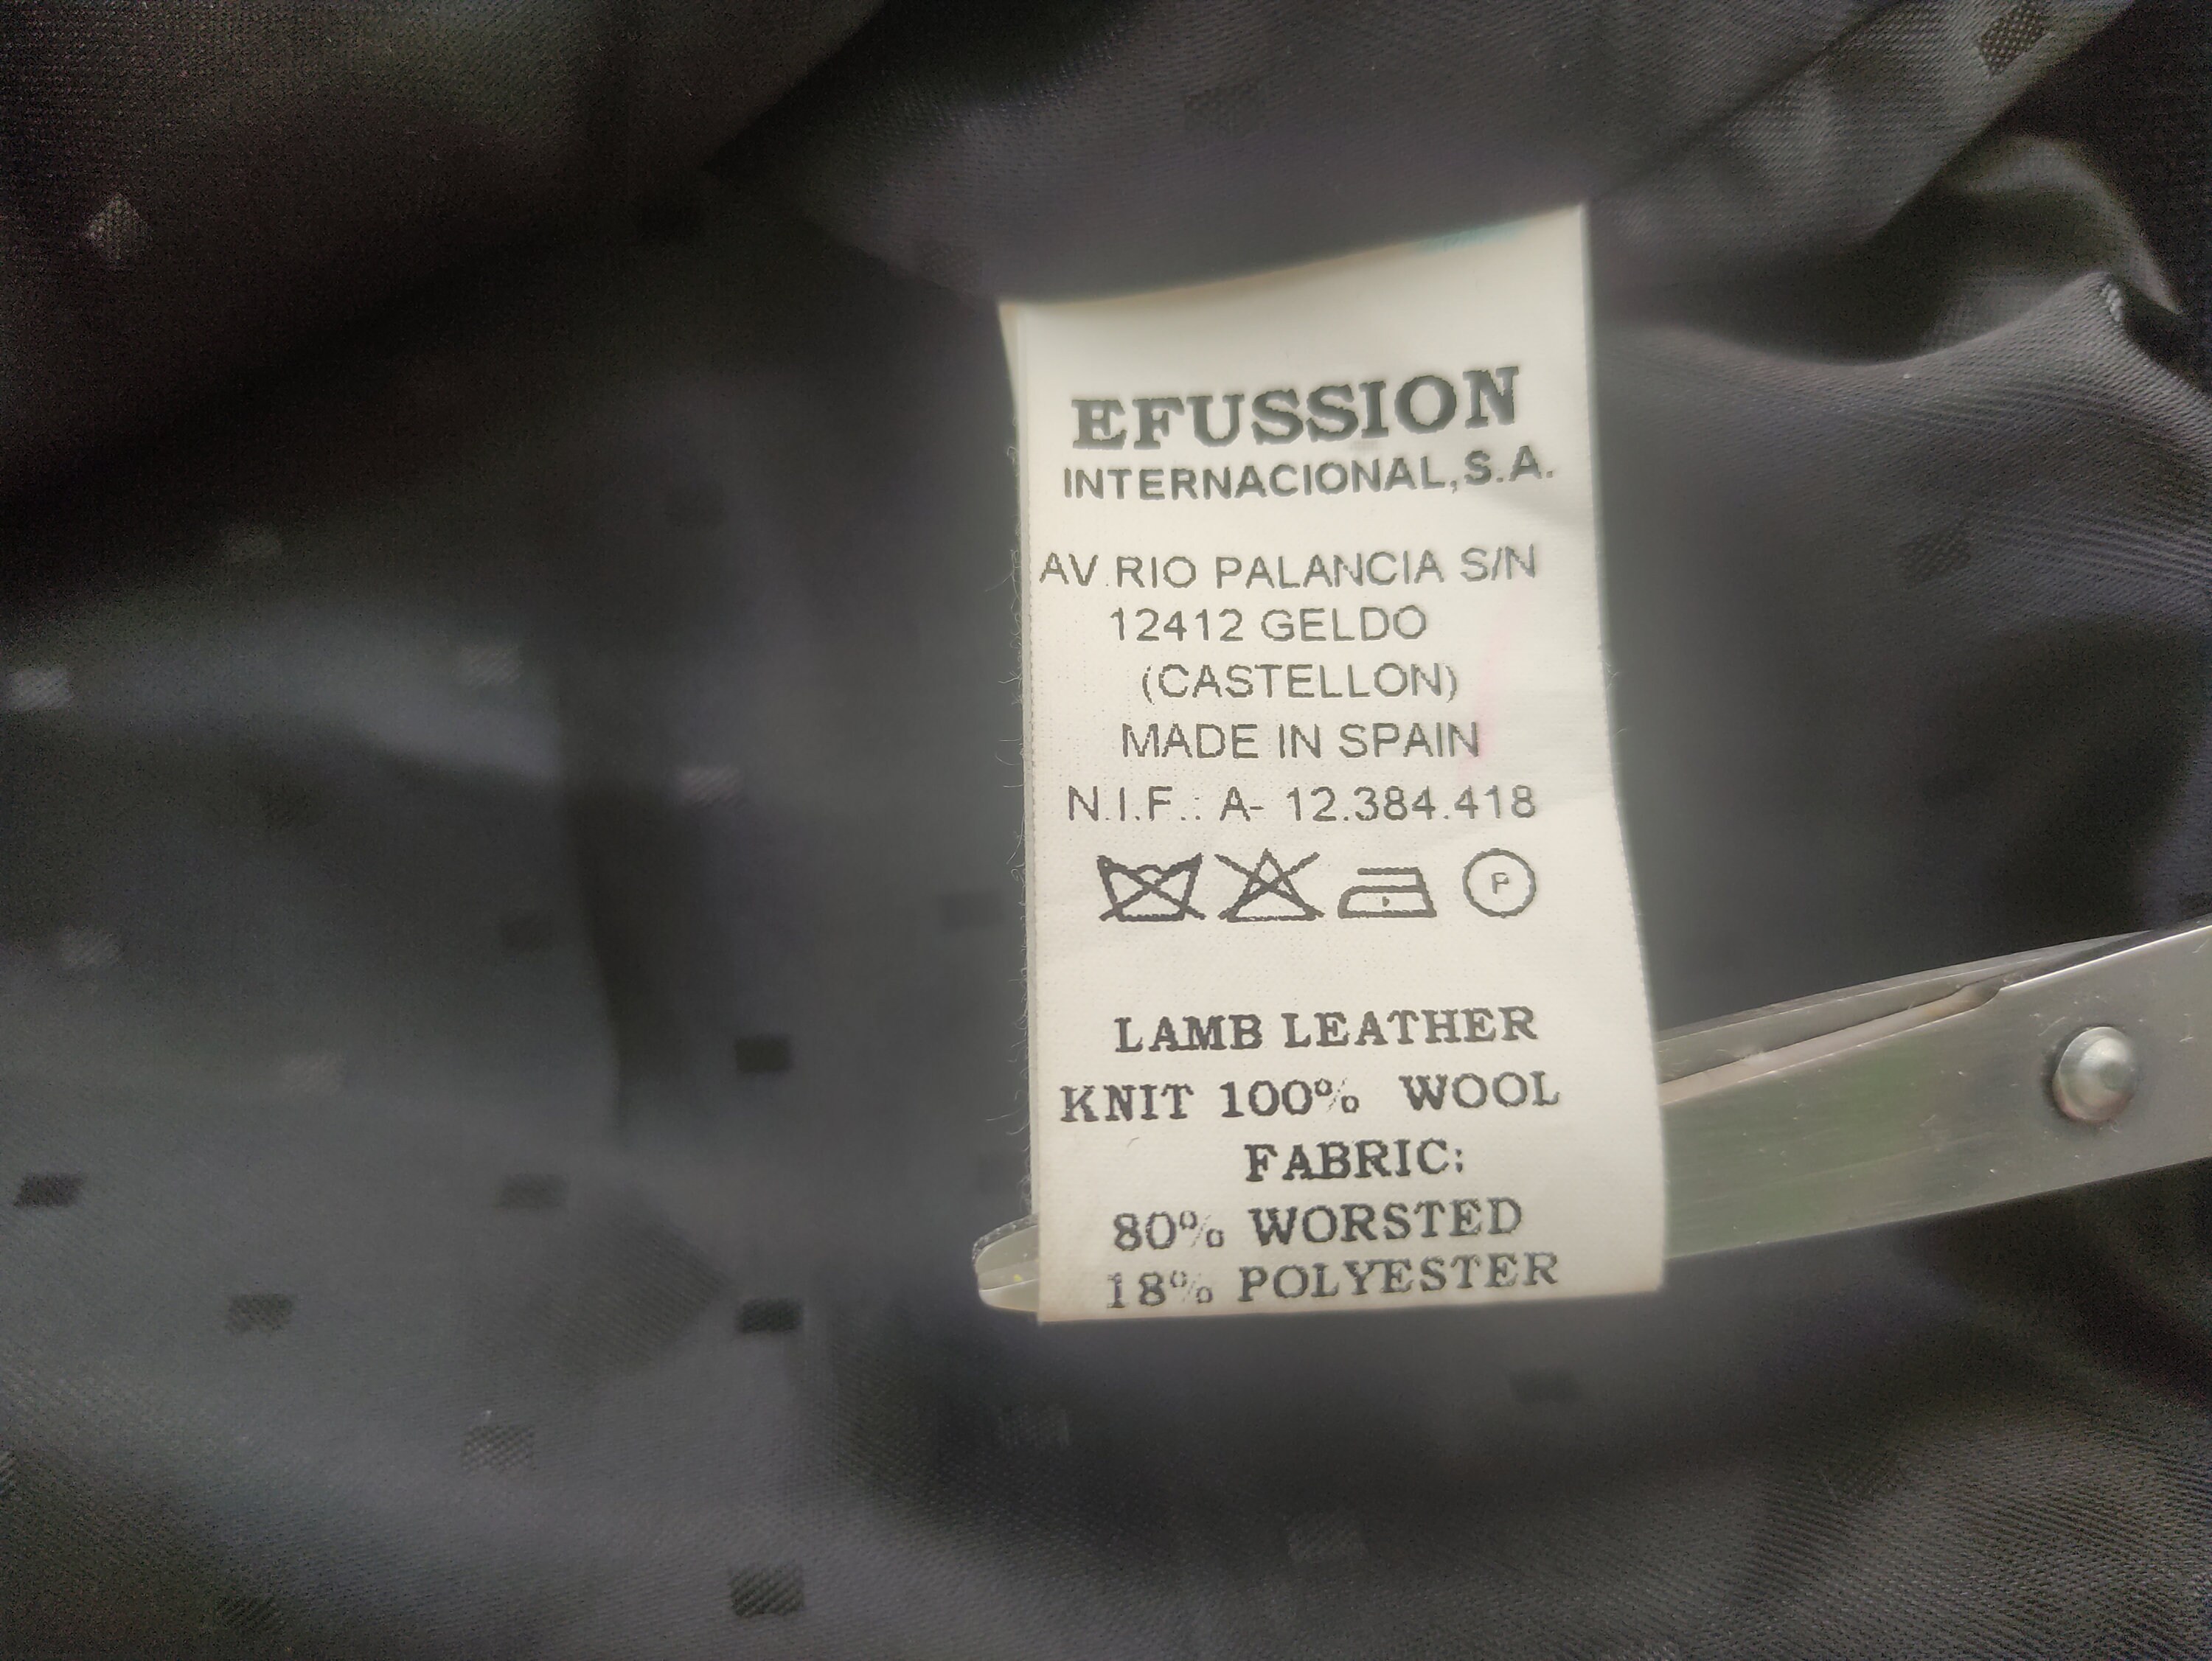 EFUSSION
INTERNACIONAL,S.A.
AV.RIO PALANCIA S/N
12412 GELDO
(CASTELLON)
MADE IN SPAIN
N.I.F.: A- 12.384.418
P
LAMB LEATHER
KNIT 100% WOOL
FABRIC:
80% WORSTED
18% POLYESTER